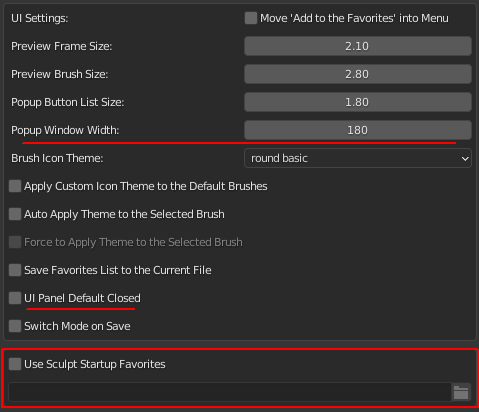 UI Settings: Move 'Add to the Favorites' into Menu
Preview Frame Size: 2.10
Preview Brush Size: 2.80
Popup Button List Size: 1.80
Popup Window Width: 180
Brush Icon Theme: round basic
Apply Custom Icon Theme to the Default Brushes
Auto Apply Theme to the Selected Brush
Force to Apply Theme to the Selected Brush
Save Favorites List to the Current File
UI Panel Default Closed
Switch Mode on Save
Use Sculpt Startup Favorites